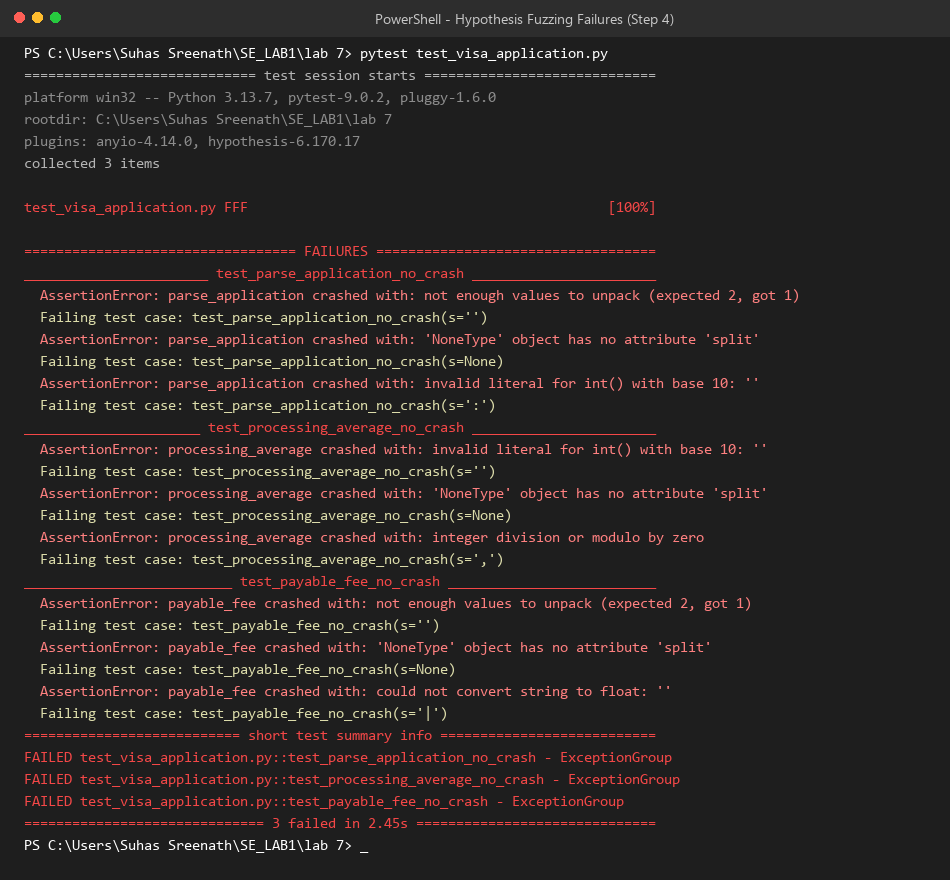 PowerShell - Hypothesis Fuzzing Failures (Step 4)
PS C:\Users\Suhas Sreenath\SE_LAB1\lab 7> pytest test_visa_application.py
============================= test session starts =============================
platform win32 -- Python 3.13.7, pytest-9.0.2, pluggy-1.6.0
rootdir: C:\Users\Suhas Sreenath\SE_LAB1\lab 7
plugins: anyio-4.14.0, hypothesis-6.170.17
collected 3 items
test_visa_application.py FFF                                             [100%]
================================== FAILURES ===================================
_______________________ test_parse_application_no_crash _______________________
  AssertionError: parse_application crashed with: not enough values to unpack (expected 2, got 1)
  Failing test case: test_parse_application_no_crash(s='')
  AssertionError: parse_application crashed with: 'NoneType' object has no attribute 'split'
  Failing test case: test_parse_application_no_crash(s=None)
  AssertionError: parse_application crashed with: invalid literal for int() with base 10: ''
  Failing test case: test_parse_application_no_crash(s=':')
______________________ test_processing_average_no_crash _______________________
  AssertionError: processing_average crashed with: invalid literal for int() with base 10: ''
  Failing test case: test_processing_average_no_crash(s='')
  AssertionError: processing_average crashed with: 'NoneType' object has no attribute 'split'
  Failing test case: test_processing_average_no_crash(s=None)
  AssertionError: processing_average crashed with: integer division or modulo by zero
  Failing test case: test_processing_average_no_crash(s=',')
__________________________ test_payable_fee_no_crash __________________________
  AssertionError: payable_fee crashed with: not enough values to unpack (expected 2, got 1)
  Failing test case: test_payable_fee_no_crash(s='')
  AssertionError: payable_fee crashed with: 'NoneType' object has no attribute 'split'
  Failing test case: test_payable_fee_no_crash(s=None)
  AssertionError: payable_fee crashed with: could not convert string to float: ''
  Failing test case: test_payable_fee_no_crash(s='|')
=========================== short test summary info ===========================
FAILED test_visa_application.py::test_parse_application_no_crash - ExceptionGroup
FAILED test_visa_application.py::test_processing_average_no_crash - ExceptionGroup
FAILED test_visa_application.py::test_payable_fee_no_crash - ExceptionGroup
============================== 3 failed in 2.45s ==============================
PS C:\Users\Suhas Sreenath\SE_LAB1\lab 7> _